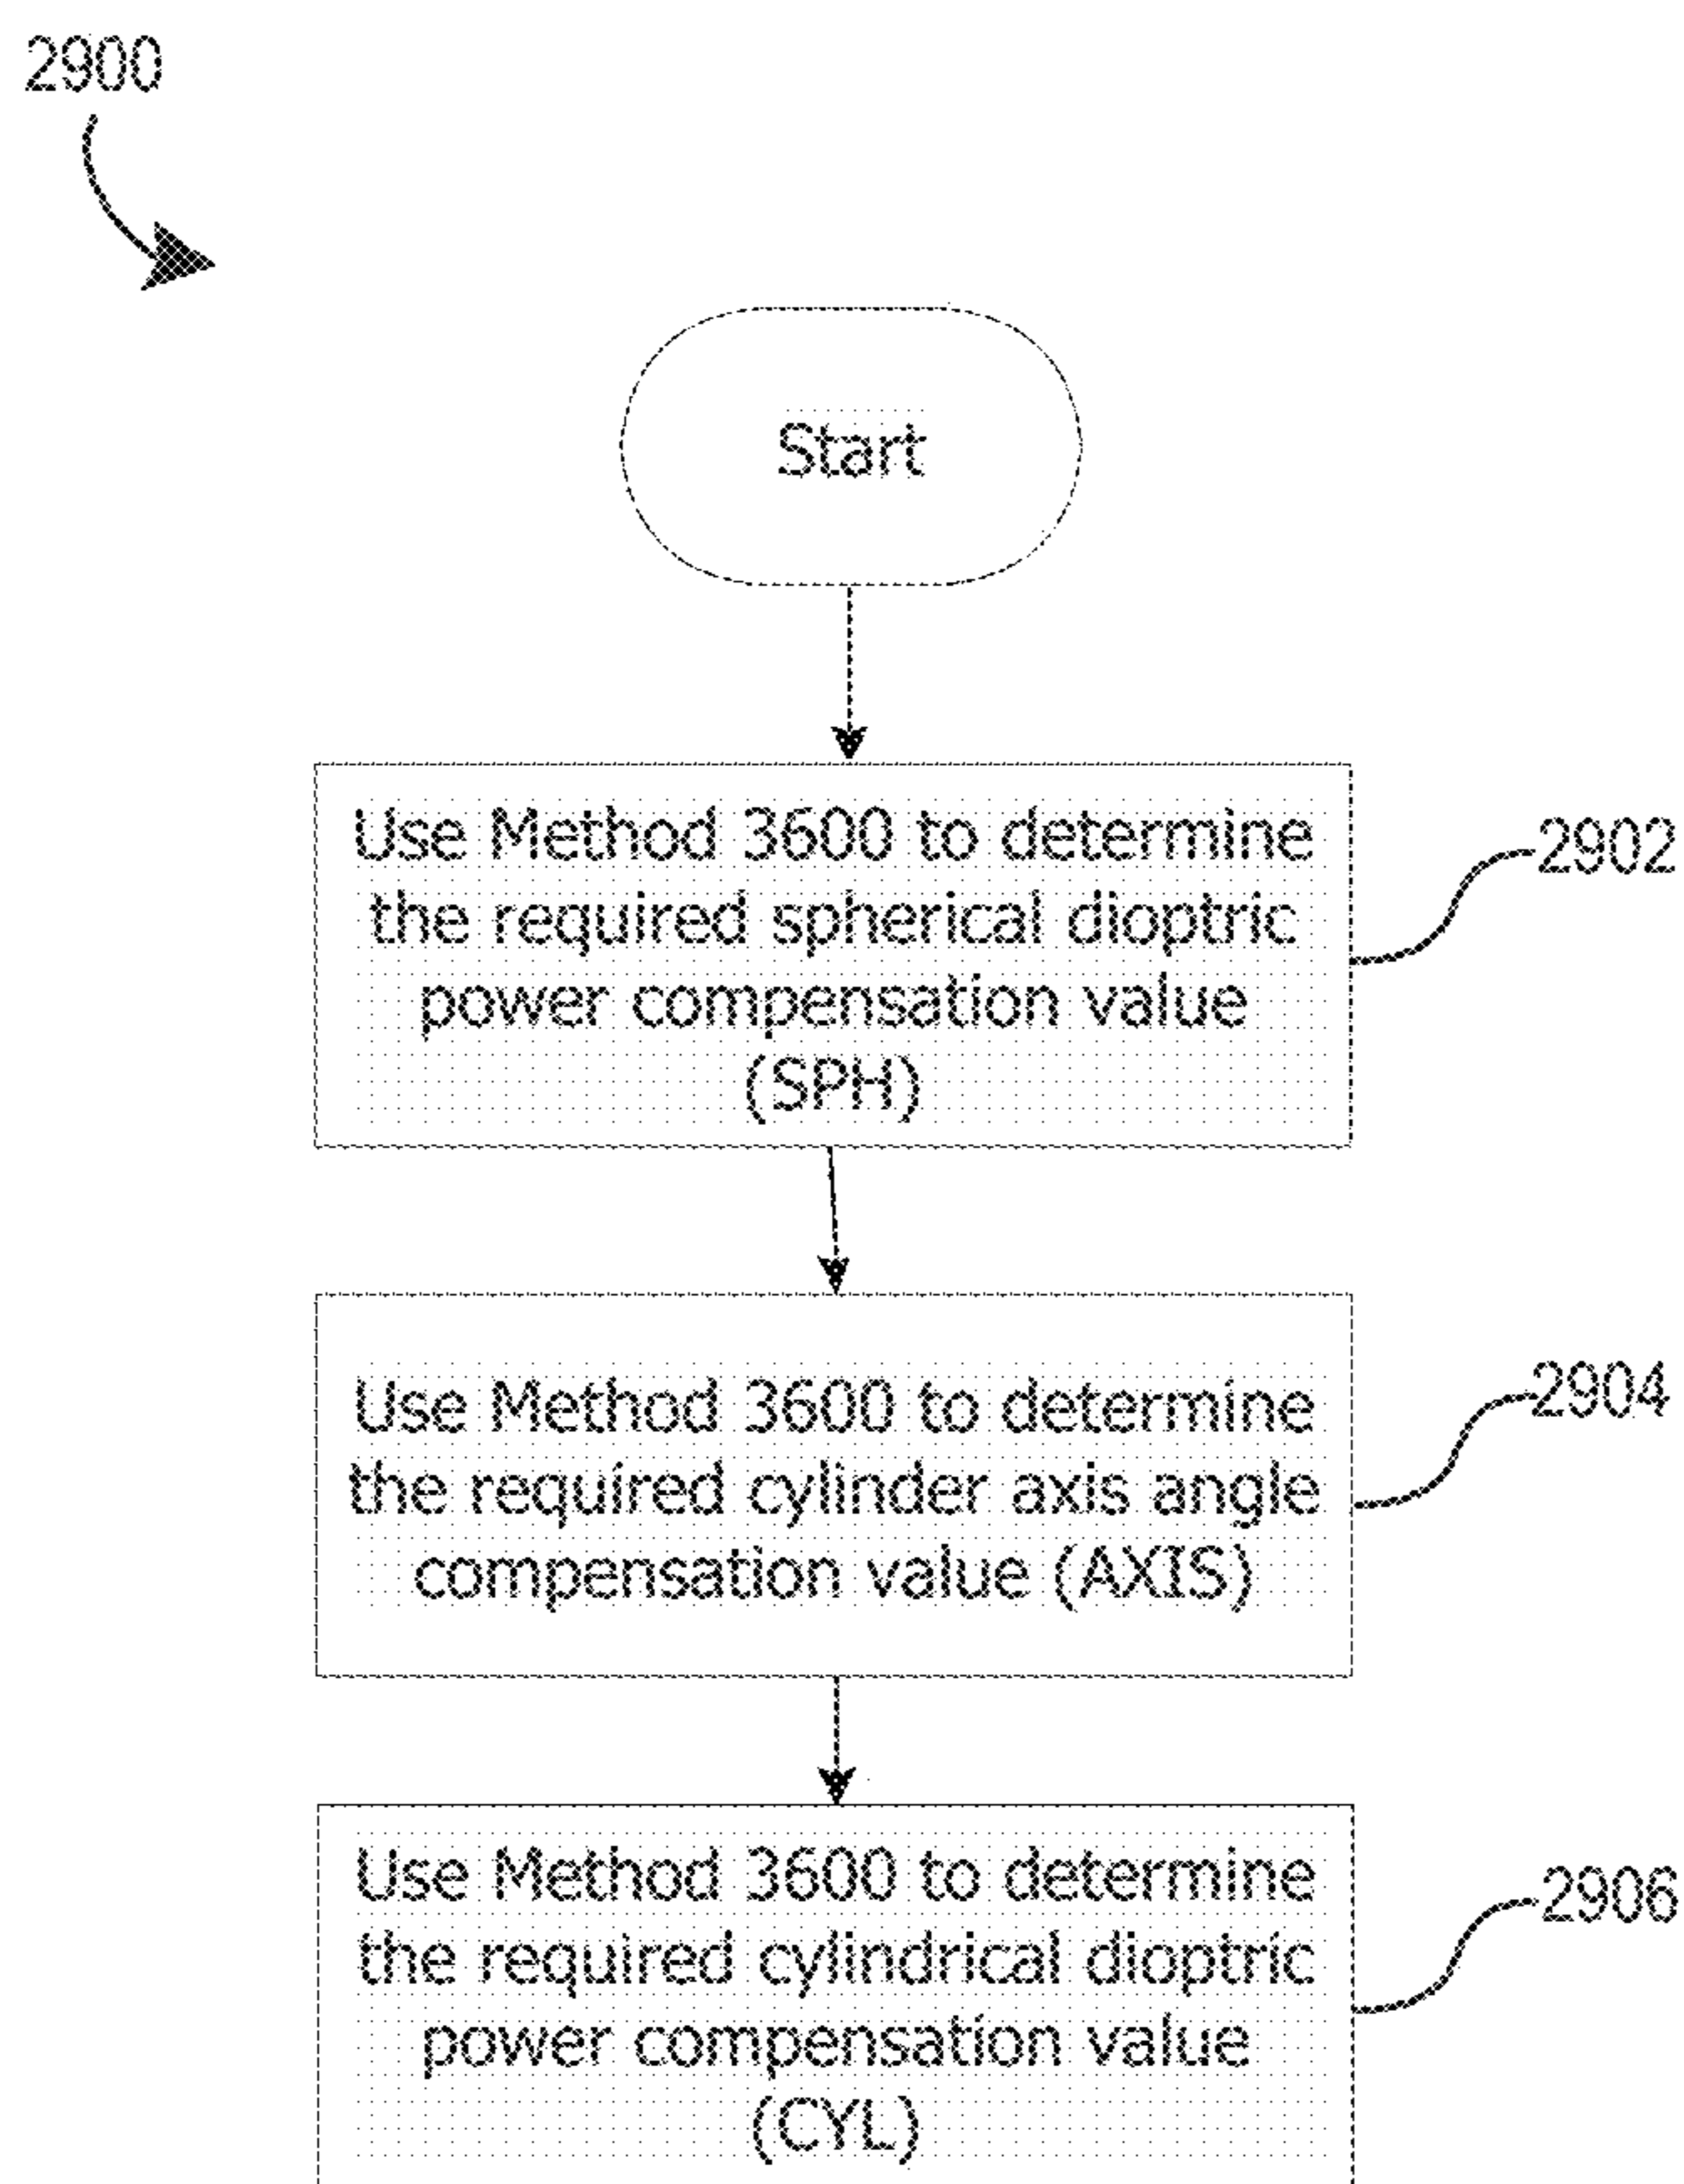 2900
Start
Use Method 3600 to determine
the required spherical dioptric
power compensation value
(SPH)
2902
Use Method 3600 to determine
the required cylinder axis angle
compensation value (AXIS)
2904
Use Method 3600 to determine
the required cylindrical dioptric
power compensation value
(CYL)
2906